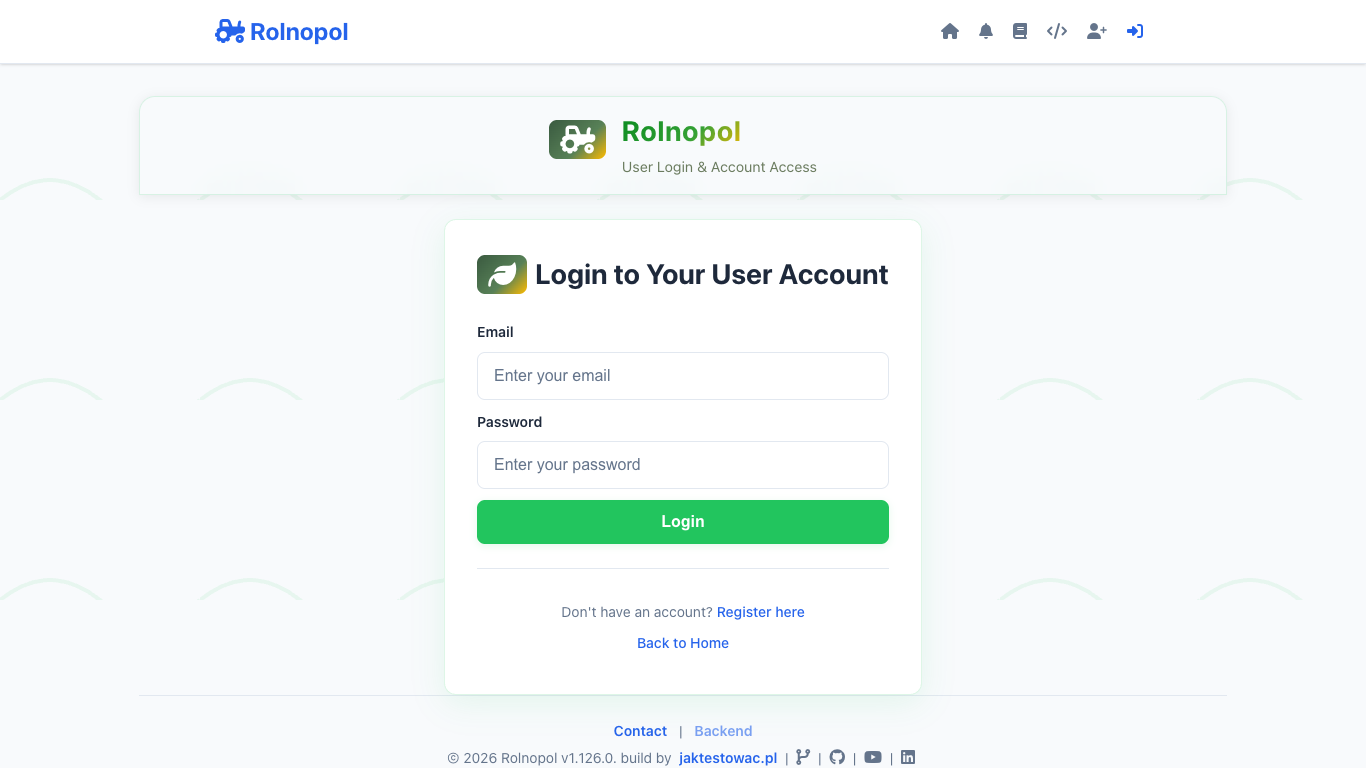 Rolnopol
Rolnopol
User Login & Account Access
Login to Your User Account
Email
Enter your email
Password
Enter your password
Login
Don't have an account? Register here
Back to Home
Contact | Backend
© 2026 Rolnopol v1.126.0. build by jaktestowac.pl | | | |